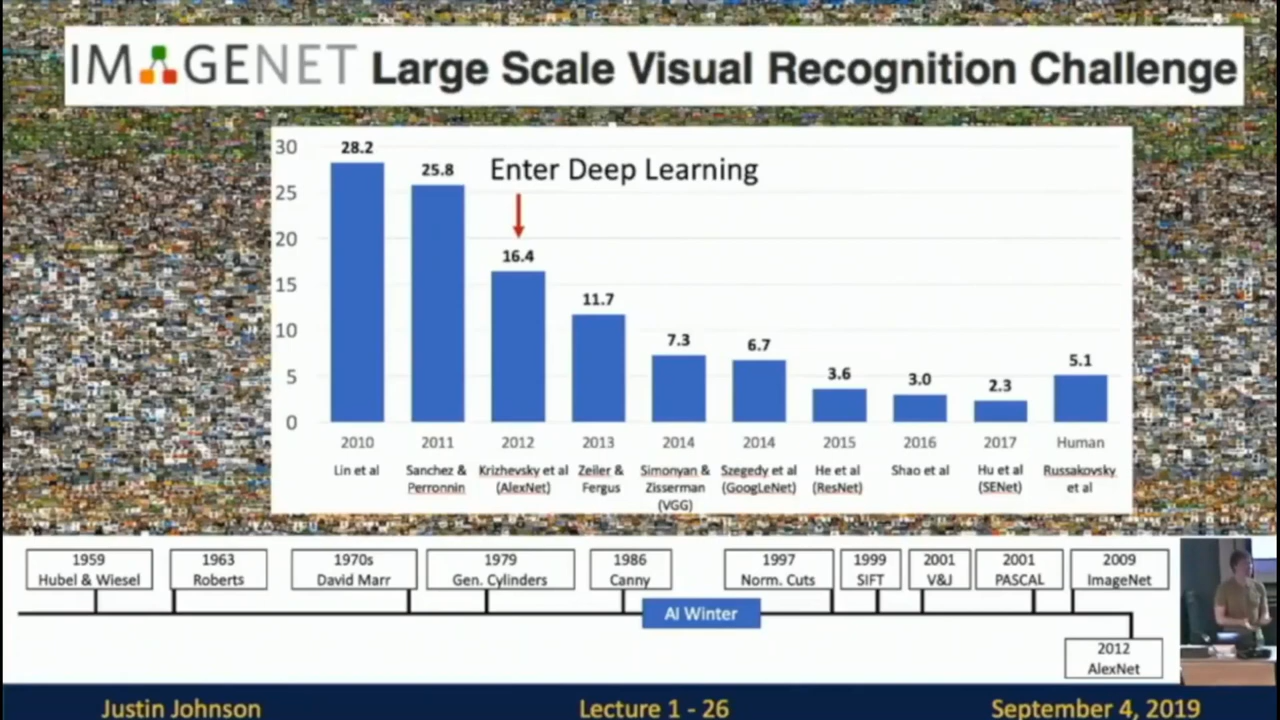 IMAGENET Large Scale Visual Recognition Challenge
30
25
20
15
10
5
0
Enter Deep Learning
28.2
25.8
16.4
11.7
7.3
6.7
3.6
3.0
2.3
5.1
2010 2011 2012 2013 2014 2014 2015 2016 2017 Human
Lin et al Sanchez & Krizhevsky et al Zeiler & Simonyan & Szegedy et al He et al Shao et al Hu et al Russakovsky
Perronnin (AlexNet) Fergus Zisserman (GoogLeNet) (ResNet) (SENet) et al
(VGG)
1959 1963 1970s 1979 1986 1997 1999 2001 2001 2009
Hubel & Wiesel Roberts David Marr Gen. Cylinders Canny Norm. Cuts SIFT V&J PASCAL ImageNet
AI Winter
2012
AlexNet
Justin Johnson Lecture 1 - 26 September 4, 2019